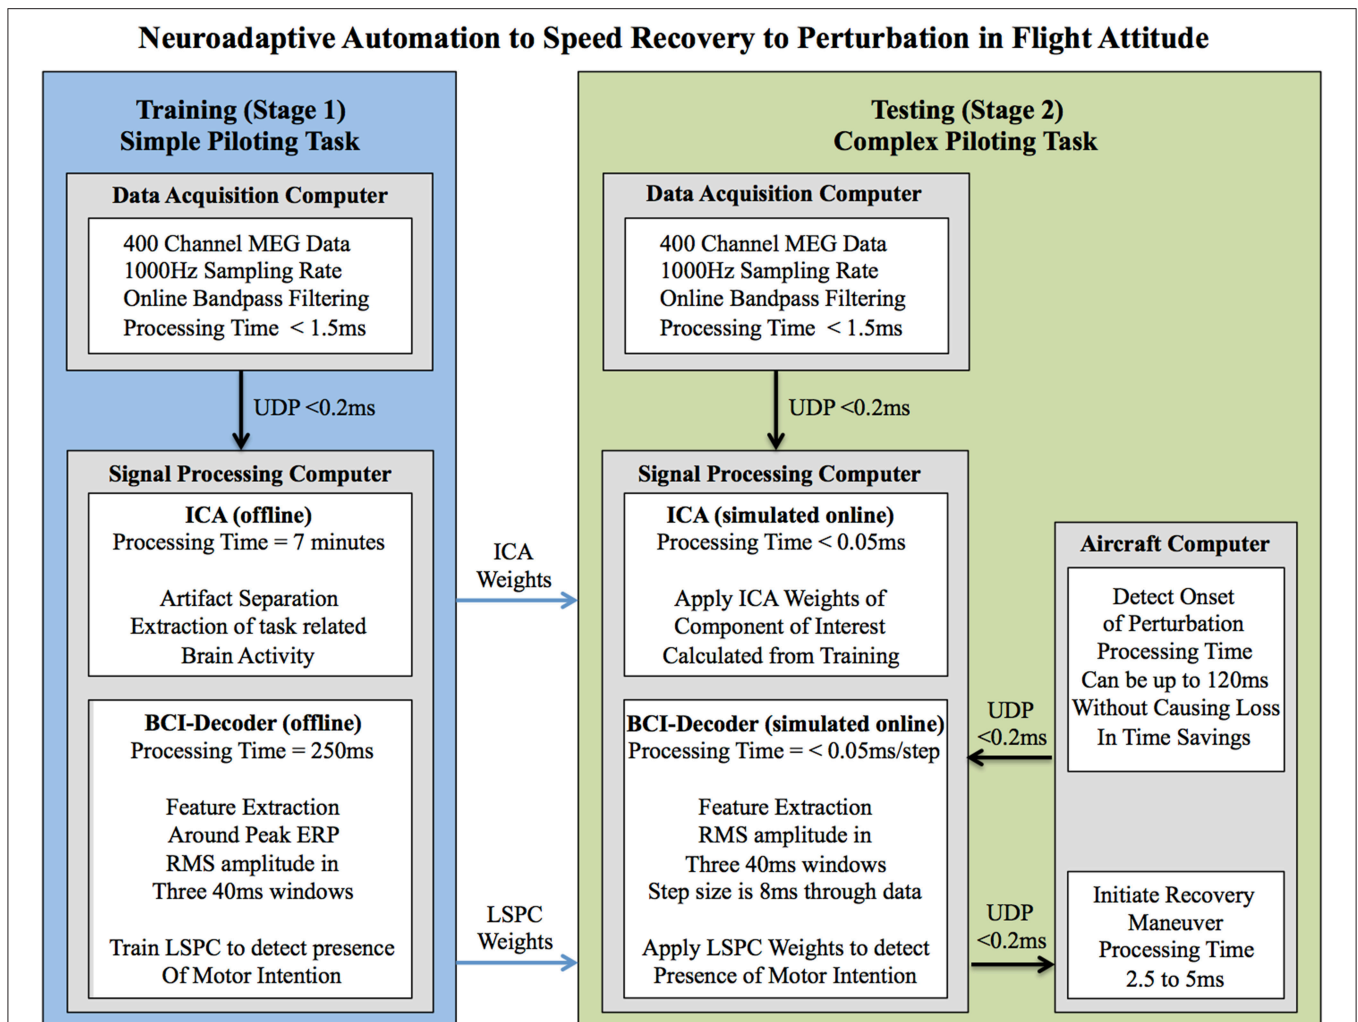 Neuroadaptive Automation to Speed Recovery to Perturbation in Flight Attitude
Training (Stage 1)
Simple Piloting Task
Data Acquisition Computer
400 Channel MEG Data
1000Hz Sampling Rate
Online Bandpass Filtering
Processing Time < 1.5ms
UDP <0.2ms
Signal Processing Computer
ICA (offline)
Processing Time = 7 minutes
Artifact Separation
Extraction of task related
Brain Activity
BCI-Decoder (offline)
Processing Time = 250ms
Feature Extraction
Around Peak ERP
RMS amplitude in
Three 40ms windows
Train LSPC to detect presence
Of Motor Intention
ICA
Weights
LSPC
Weights
Testing (Stage 2)
Complex Piloting Task
Data Acquisition Computer
400 Channel MEG Data
1000Hz Sampling Rate
Online Bandpass Filtering
Processing Time < 1.5ms
UDP <0.2ms
Signal Processing Computer
ICA (simulated online)
Processing Time < 0.05ms
Apply ICA Weights of
Component of Interest
Calculated from Training
BCI-Decoder (simulated online)
Processing Time = < 0.05ms/step
Feature Extraction
RMS amplitude in
Three 40ms windows
Step size is 8ms through data
Apply LSPC Weights to detect
Presence of Motor Intention
UDP
<0.2ms
UDP
<0.2ms
Aircraft Computer
Detect Onset
of Perturbation
Processing Time
Can be up to 120ms
Without Causing Loss
In Time Savings
Initiate Recovery
Maneuver
Processing Time
2.5 to 5ms